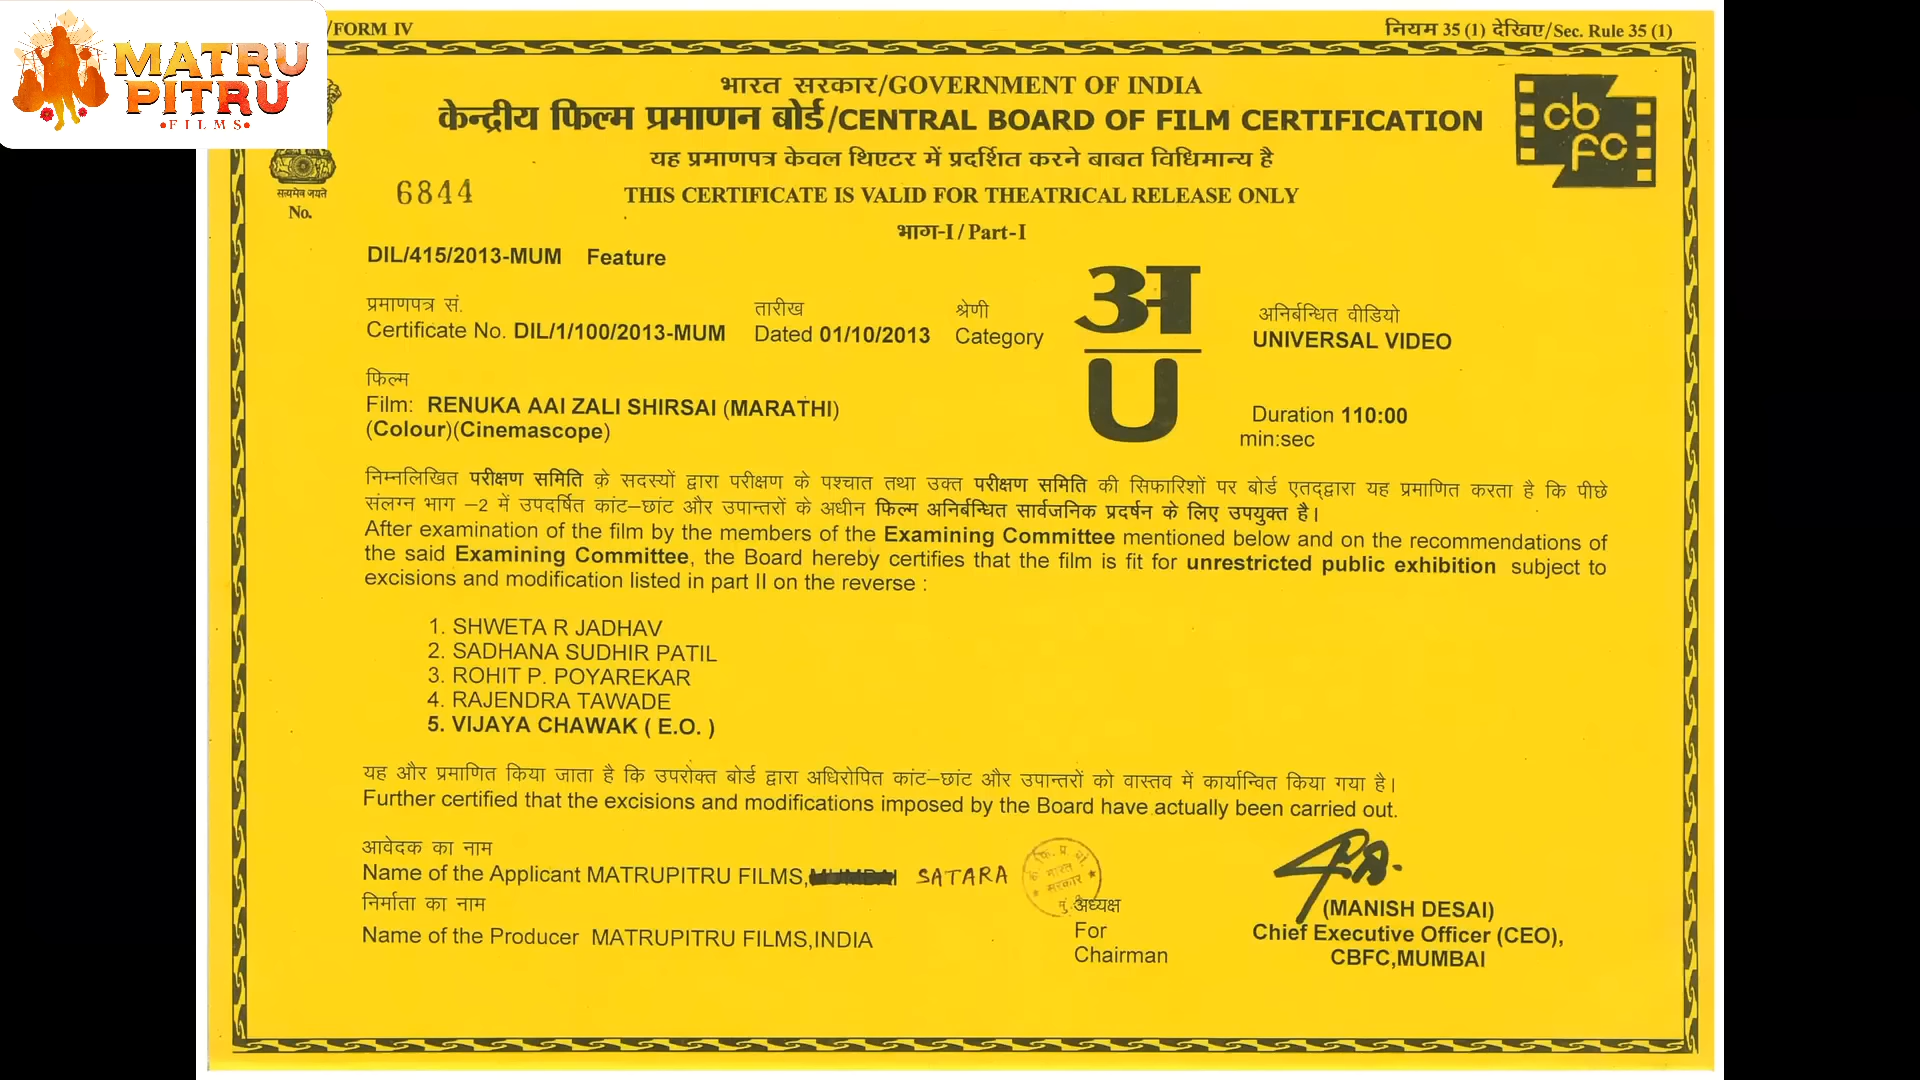 MATRU
PITRU
•FILMS•
/FORM IV
नियम 35 (1) देखिए/Sec. Rule 35 (1)
भारत सरकार/GOVERNMENT OF INDIA
केन्द्रीय फिल्म प्रमाणन बोर्ड/CENTRAL BOARD OF FILM CERTIFICATION
cb
fc
यह प्रमाणपत्र केवल थिएटर में प्रदर्शित करने बाबत विधिमान्य है
सत्यमेव जयते
No. 6844
THIS CERTIFICATE IS VALID FOR THEATRICAL RELEASE ONLY
भाग-I / Part-I
DIL/415/2013-MUM Feature
प्रमाणपत्र सं. तारीख श्रेणी अ अनिर्बन्धित वीडियो
Certificate No. DIL/1/100/2013-MUM Dated 01/10/2013 Category U UNIVERSAL VIDEO
फिल्म
Film: RENUKA AAI ZALI SHIRSAI (MARATHI)
(Colour)(Cinemascope)
Duration 110:00
min:sec
निम्नलिखित परीक्षण समिति के सदस्यों द्वारा परीक्षण के पश्चात तथा उक्त परीक्षण समिति की सिफारिशों पर बोर्ड एतद्द्वारा यह प्रमाणित करता है कि पीछे
संलग्न भाग –2 में उपदर्षित कांट–छांट और उपान्तरों के अधीन फिल्म अनिर्बन्धित सार्वजनिक प्रदर्षन के लिए उपयुक्त है।
After examination of the film by the members of the Examining Committee mentioned below and on the recommendations of
the said Examining Committee, the Board hereby certifies that the film is fit for unrestricted public exhibition subject to
excisions and modification listed in part II on the reverse :
1. SHWETA R JADHAV
2. SADHANA SUDHIR PATIL
3. ROHIT P. POYAREKAR
4. RAJENDRA TAWADE
5. VIJAYA CHAWAK ( E.O. )
यह और प्रमाणित किया जाता है कि उपरोक्त बोर्ड द्वारा अधिरोपित कांट–छांट और उपान्तरों को वास्तव में कार्यान्वित किया गया है।
Further certified that the excisions and modifications imposed by the Board have actually been carried out.
आवेदक का नाम
Name of the Applicant MATRUPITRU FILMS, MUMBAI SATARA
भारत
सरकार
निर्माता का नाम
Name of the Producer MATRUPITRU FILMS,INDIA
अध्यक्ष
For
Chairman
(MANISH DESAI)
Chief Executive Officer (CEO),
CBFC,MUMBAI